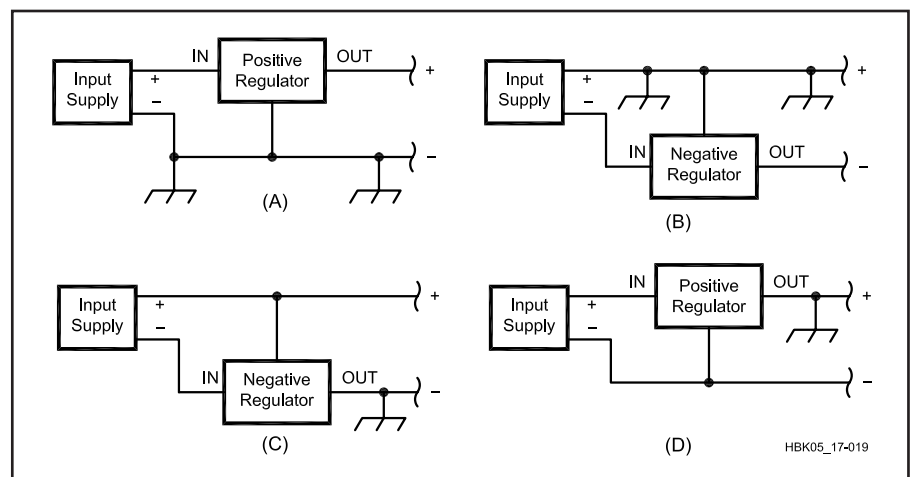 Input
Supply
+
−
IN
Positive
Regulator
OUT
+
−
(A)
Input
Supply
+
−
IN
Negative
Regulator
OUT
+
−
(B)
Input
Supply
+
−
IN
Negative
Regulator
OUT
+
−
(C)
Input
Supply
+
−
IN
Positive
Regulator
OUT
+
−
(D)
HBK05_17-019